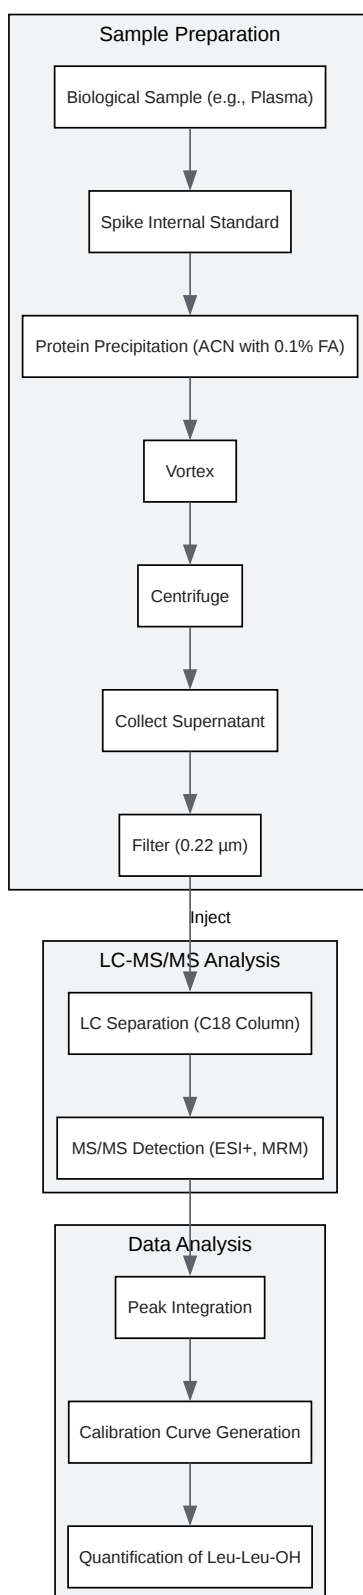 Sample Preparation
Biological Sample (e.g., Plasma)
Spike Internal Standard
Protein Precipitation (ACN with 0.1% FA)
Vortex
Centrifuge
Collect Supernatant
Filter (0.22 µm)
Inject
LC-MS/MS Analysis
LC Separation (C18 Column)
MS/MS Detection (ESI+, MRM)
Data Analysis
Peak Integration
Calibration Curve Generation
Quantification of Leu-Leu-OH